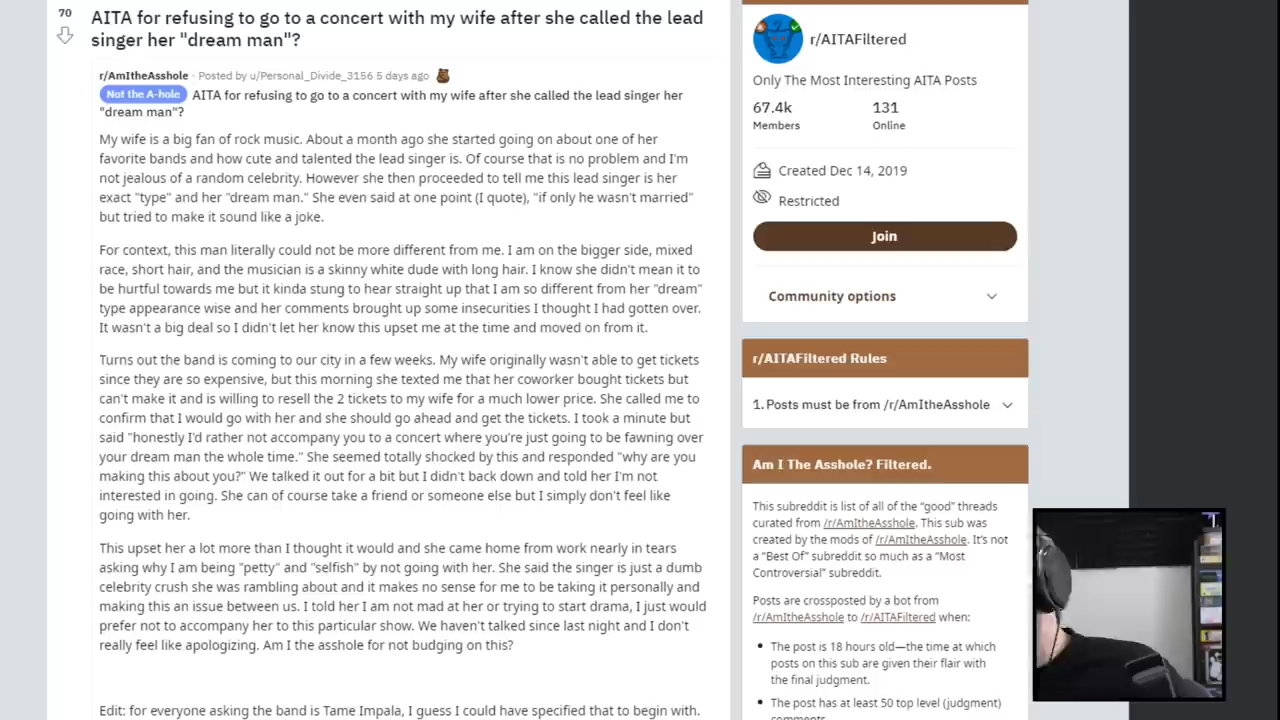 70
AITA for refusing to go to a concert with my wife after she called the lead
singer her "dream man"?
r/AmItheAsshole · Posted by u/Personal_Divide_3156 5 days ago
Not the A-hole AITA for refusing to go to a concert with my wife after she called the lead singer her
"dream man"?
My wife is a big fan of rock music. About a month ago she started going on about one of her
favorite bands and how cute and talented the lead singer is. Of course that is no problem and I'm
not jealous of a random celebrity. However she then proceeded to tell me this lead singer is her
exact "type" and her "dream man." She even said at one point (I quote), "if only he wasn't married"
but tried to make it sound like a joke.
For context, this man literally could not be more different from me. I am on the bigger side, mixed
race, short hair, and the musician is a skinny white dude with long hair. I know she didn't mean it to
be hurtful towards me but it kinda stung to hear straight up that I am so different from her "dream"
type appearance wise and her comments brought up some insecurities I thought I had gotten over.
It wasn't a big deal so I didn't let her know this upset me at the time and moved on from it.
Turns out the band is coming to our city in a few weeks. My wife originally wasn't able to get tickets
since they are so expensive, but this morning she texted me that her coworker bought tickets but
can't make it and is willing to resell the 2 tickets to my wife for a much lower price. She called me to
confirm that I would go with her and she should go ahead and get the tickets. I took a minute but
said "honestly I'd rather not accompany you to a concert where you're just going to be fawning over
your dream man the whole time." She seemed totally shocked by this and responded "why are you
making this about you?" We talked it out for a bit but I didn't back down and told her I'm not
interested in going. She can of course take a friend or someone else but I simply don't feel like
going with her.
This upset her a lot more than I thought it would and she came home from work nearly in tears
asking why I am being "petty" and "selfish" by not going with her. She said the singer is just a dumb
celebrity crush she was rambling about and it makes no sense for me to be taking it personally and
making this an issue between us. I told her I am not mad at her or trying to start drama, I just would
prefer not to accompany her to this particular show. We haven't talked since last night and I don't
really feel like apologizing. Am I the asshole for not budging on this?
Edit: for everyone asking the band is Tame Impala, I guess I could have specified that to begin with.
r/AITAFiltered
Only The Most Interesting AITA Posts
67.4k 131
Members Online
Created Dec 14, 2019
Restricted
Join
Community options
r/AITAFiltered Rules
1. Posts must be from /r/AmItheAsshole
Am I The Asshole? Filtered.
This subreddit is list of all of the "good" threads
curated from /r/AmItheAsshole. This sub was
created by the mods of /r/AmItheAsshole. It's not
a "Best Of" subreddit so much as a "Most
Controversial" subreddit.
Posts are crossposted by a bot from
/r/AmItheAsshole to /r/AITAFiltered when:
• The post is 18 hours old—the time at which
posts on this sub are given their flair with
the final judgment.
• The post has at least 50 top level (judgment)
comments